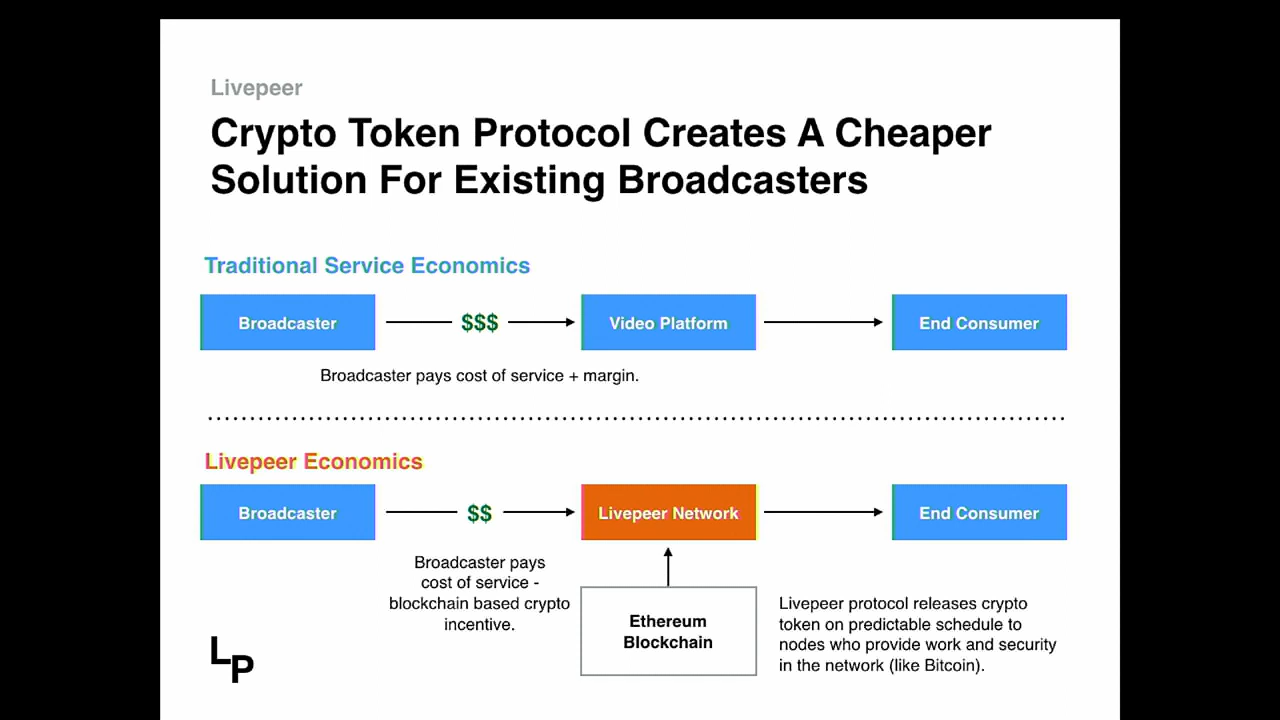 Livepeer
Crypto Token Protocol Creates A Cheaper
Solution For Existing Broadcasters
Traditional Service Economics
Broadcaster
$$$
Video Platform
End Consumer
Broadcaster pays cost of service + margin.
Livepeer Economics
Broadcaster
$$
Livepeer Network
End Consumer
Broadcaster pays
cost of service -
blockchain based crypto
incentive.
Ethereum
Blockchain
Livepeer protocol releases crypto
token on predictable schedule to
nodes who provide work and security
in the network (like Bitcoin).
LP